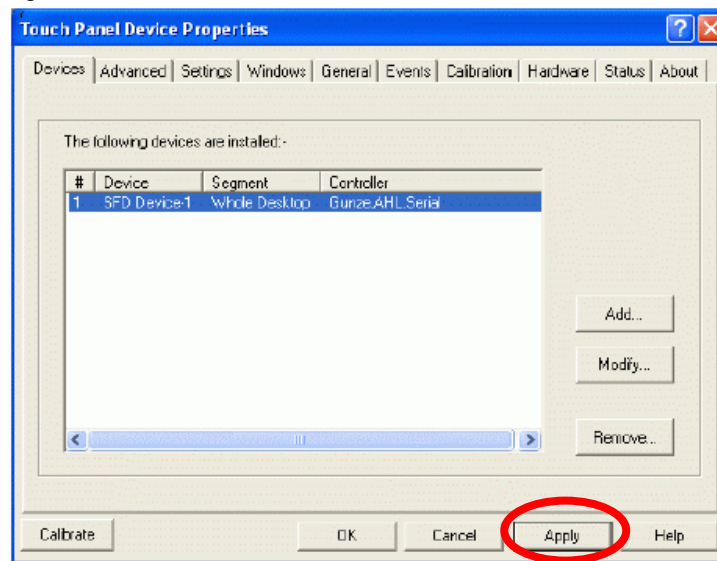 Touch Panel Device Properties
Devices Advanced Settings Windows General Events Calibration Hardware Status About
The following devices are installed:-
# Device Segment Controller
1 SFD Device-1 Whole Desktop Gunze.AHL.Serial
Add...
Modify...
Remove...
Calibrate OK Cancel Apply Help